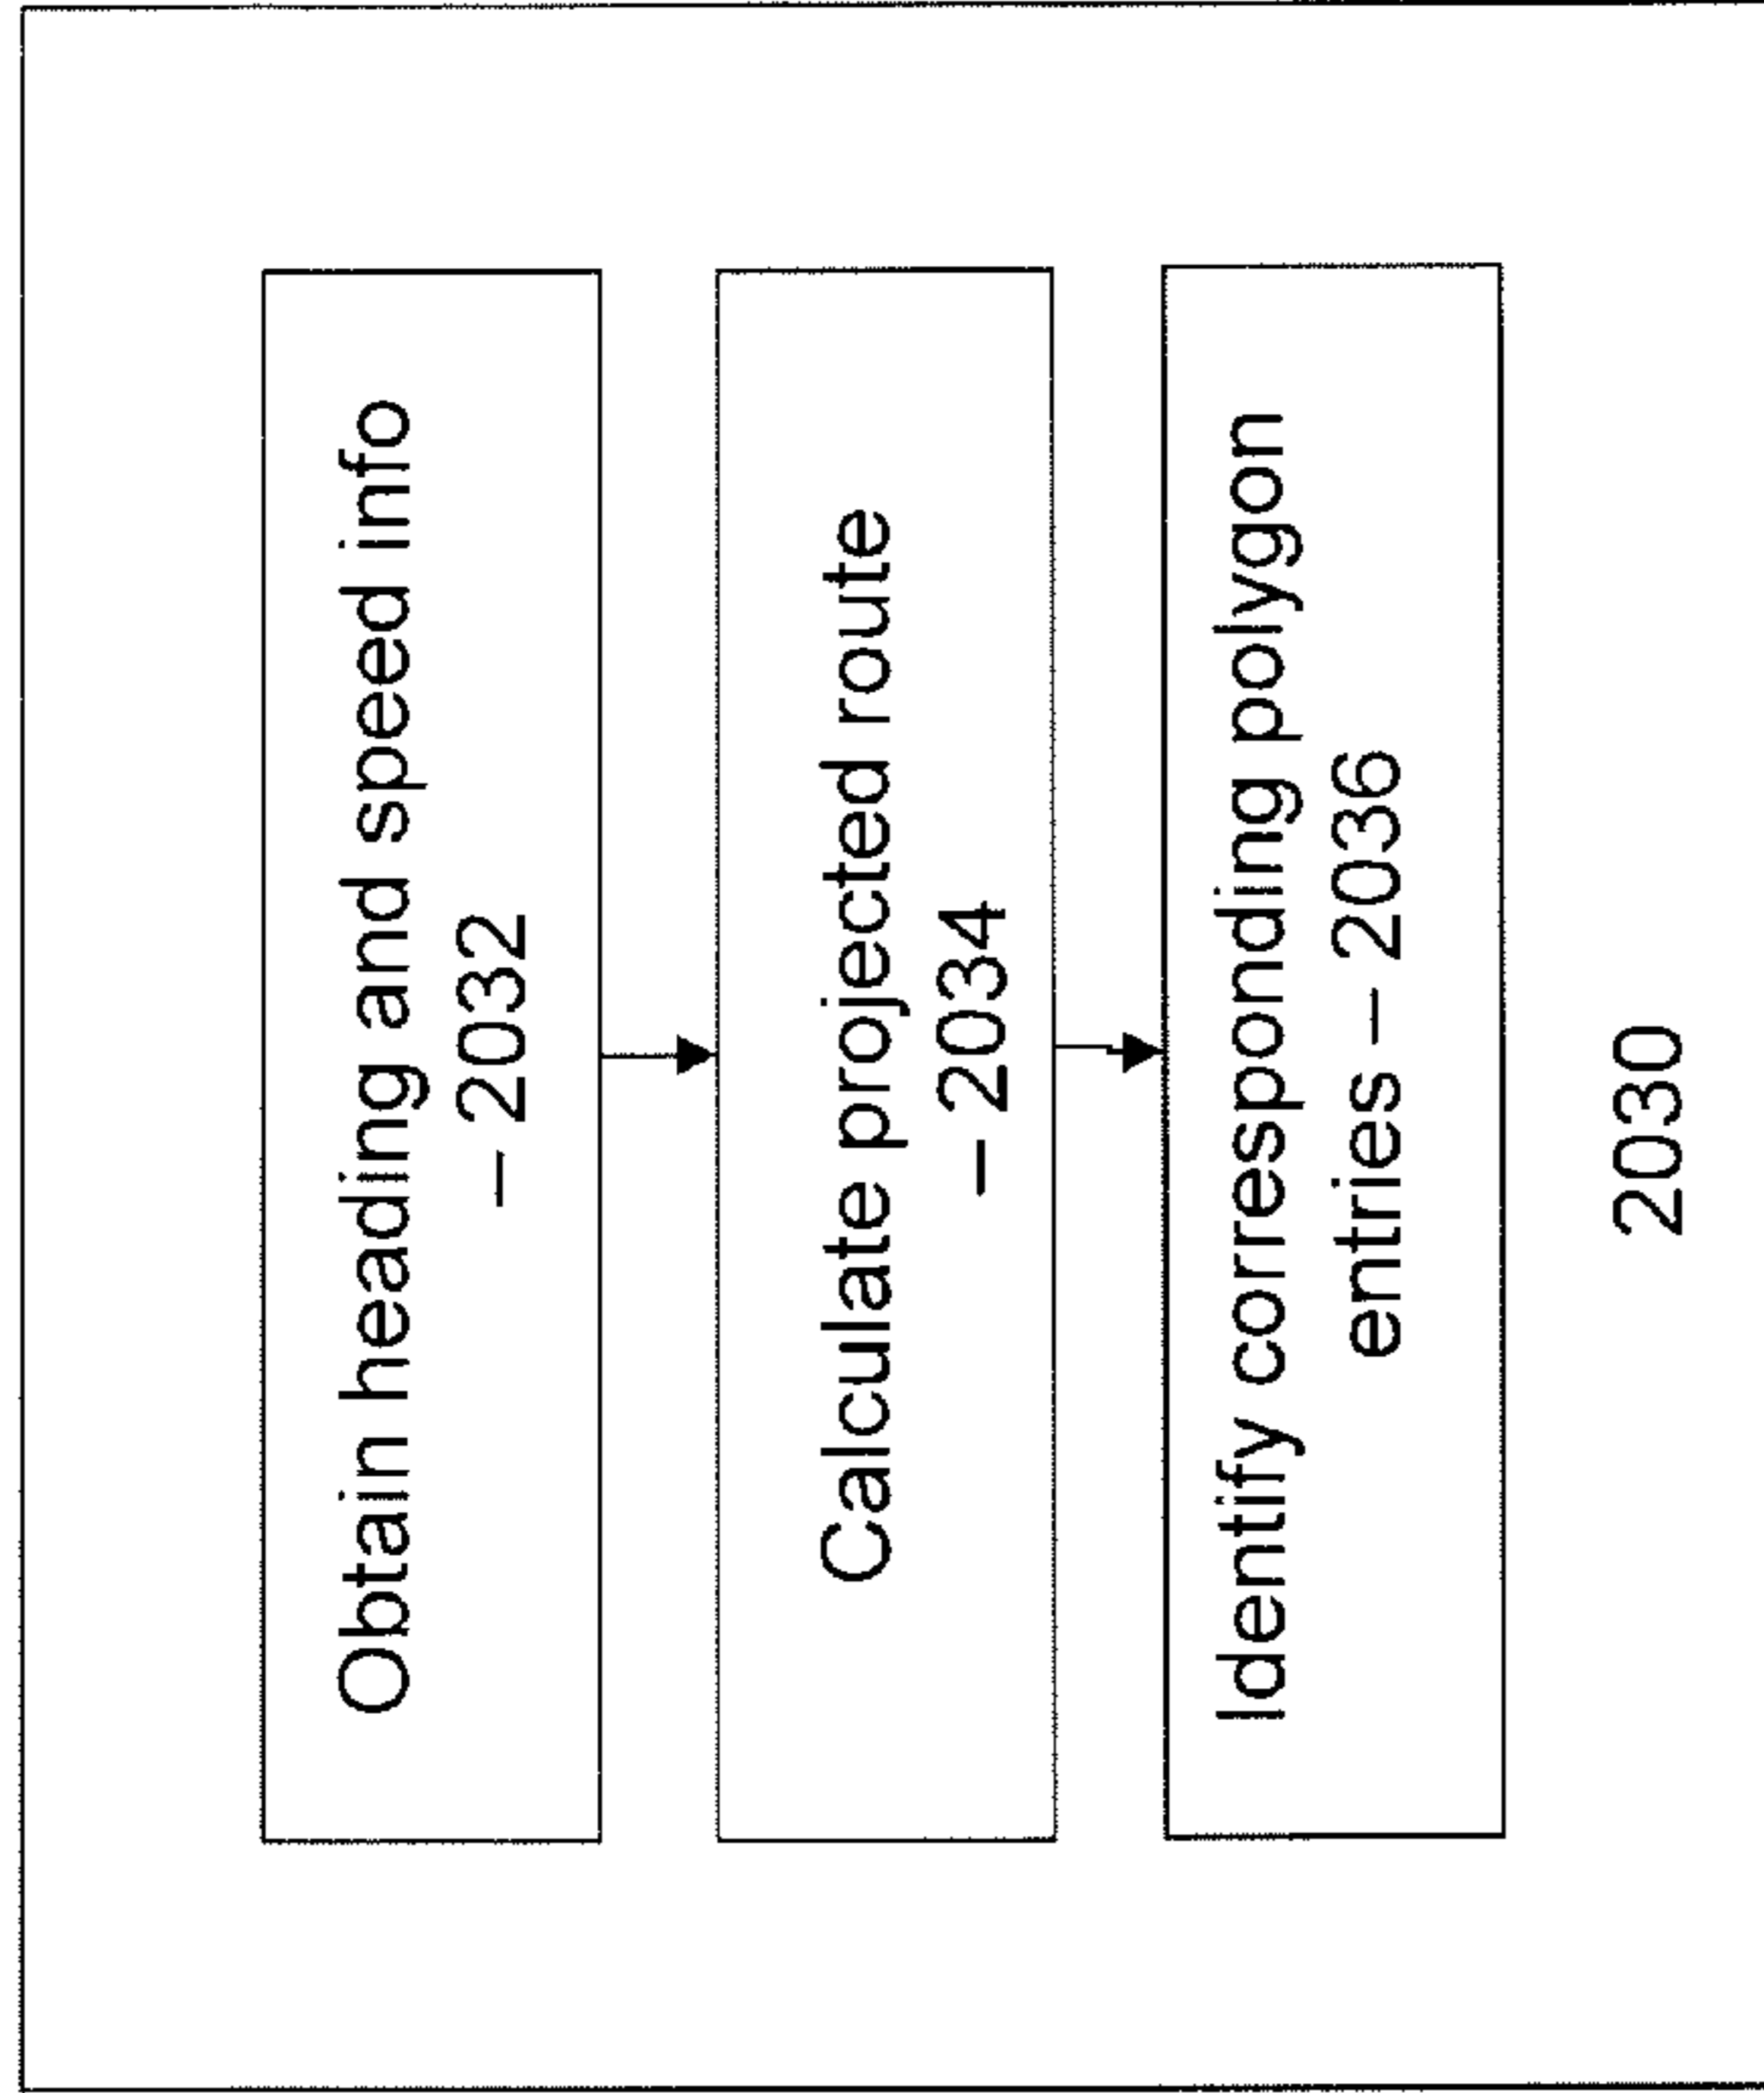 Obtain heading and speed info
– 2032
Calculate projected route
– 2034
Identify corresponding polygon
entries – 2036
2030